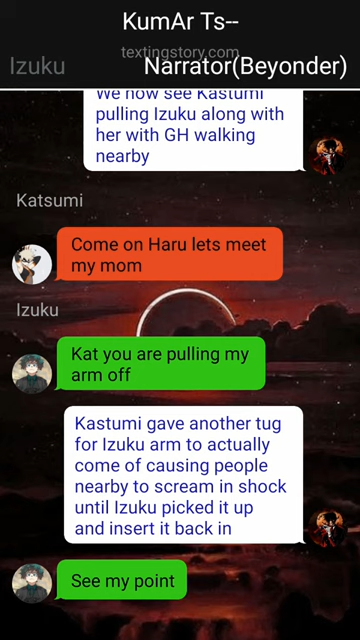 KumAr Ts--
textingstory.com
Izuku
Narrator(Beyonder)
We now see Kastumi
pulling Izuku along with
her with GH walking
nearby
Katsumi
Come on Haru lets meet
my mom
Izuku
Kat you are pulling my
arm off
Kastumi gave another tug
for Izuku arm to actually
come of causing people
nearby to scream in shock
until Izuku picked it up
and insert it back in
See my point